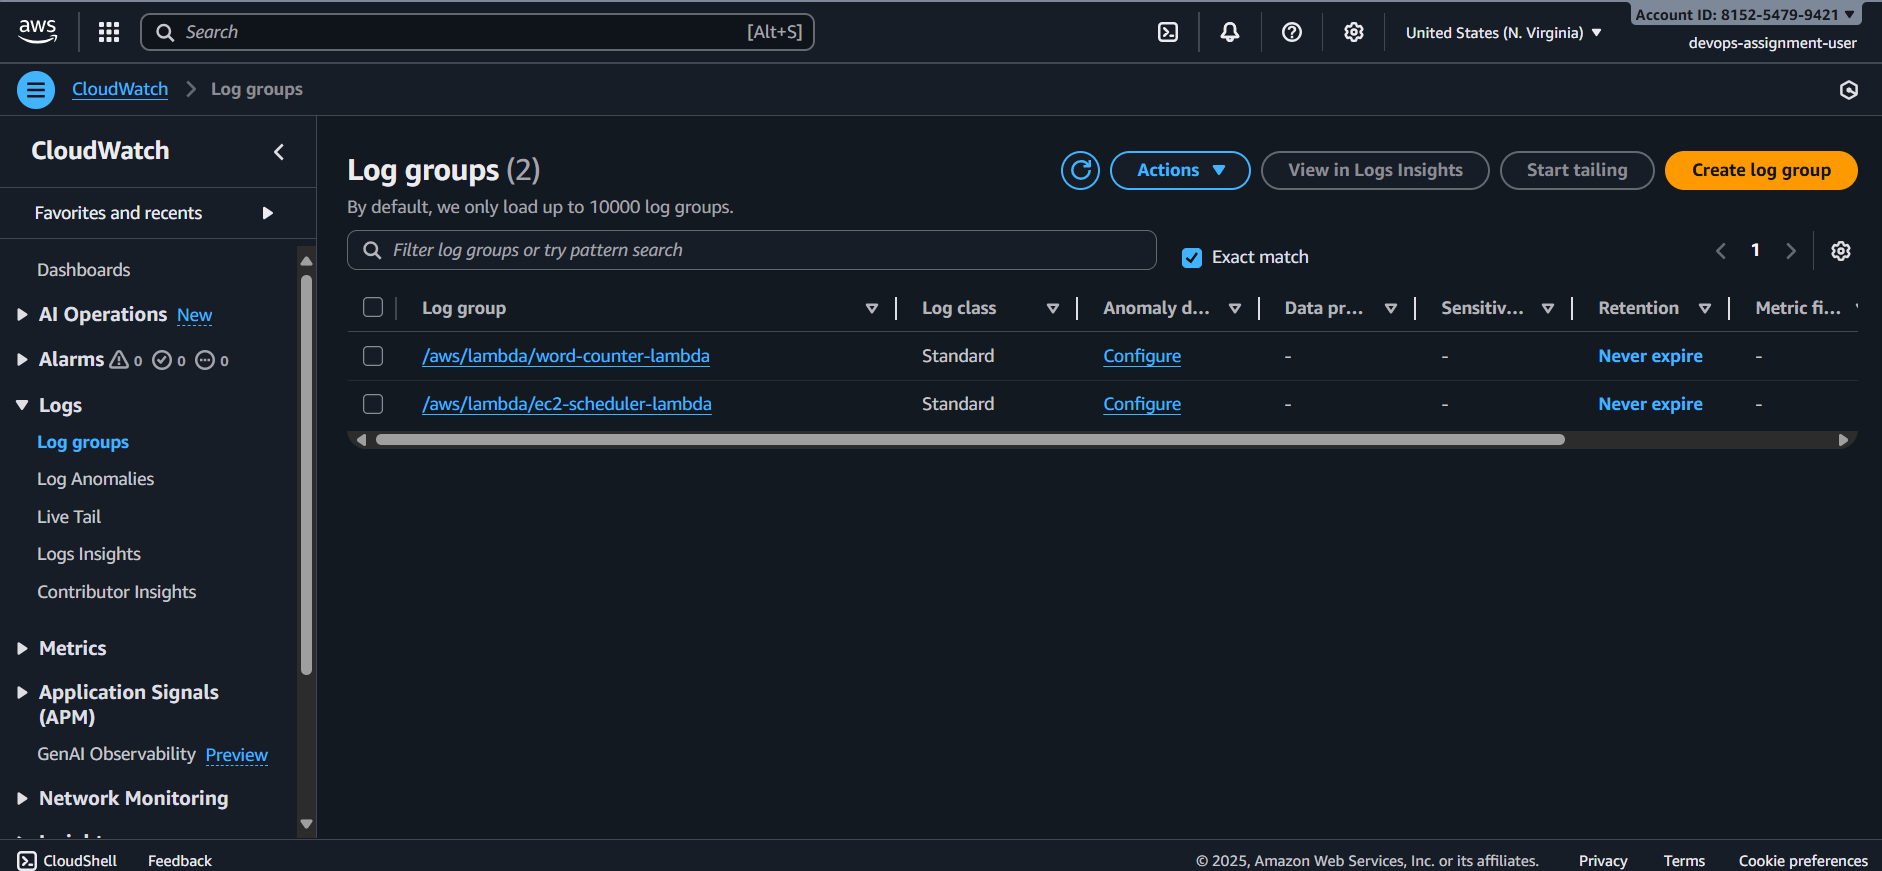 aws
Search [Alt+S]
United States (N. Virginia)
Account ID: 8152-5479-9421
devops-assignment-user
CloudWatch > Log groups
CloudWatch
Favorites and recents
Dashboards
AI Operations New
Alarms 0 0 0
Logs
Log groups
Log Anomalies
Live Tail
Logs Insights
Contributor Insights
Metrics
Application Signals
(APM)
GenAI Observability Preview
Network Monitoring
Log groups (2)
Actions
View in Logs Insights
Start tailing
Create log group
By default, we only load up to 10000 log groups.
Filter log groups or try pattern search
Exact match
1
Log group Log class Anomaly d... Data pr... Sensitiv... Retention Metric fi...
/aws/lambda/word-counter-lambda Standard Configure - - Never expire -
/aws/lambda/ec2-scheduler-lambda Standard Configure - - Never expire -
CloudShell Feedback © 2025, Amazon Web Services, Inc. or its affiliates. Privacy Terms Cookie preferences